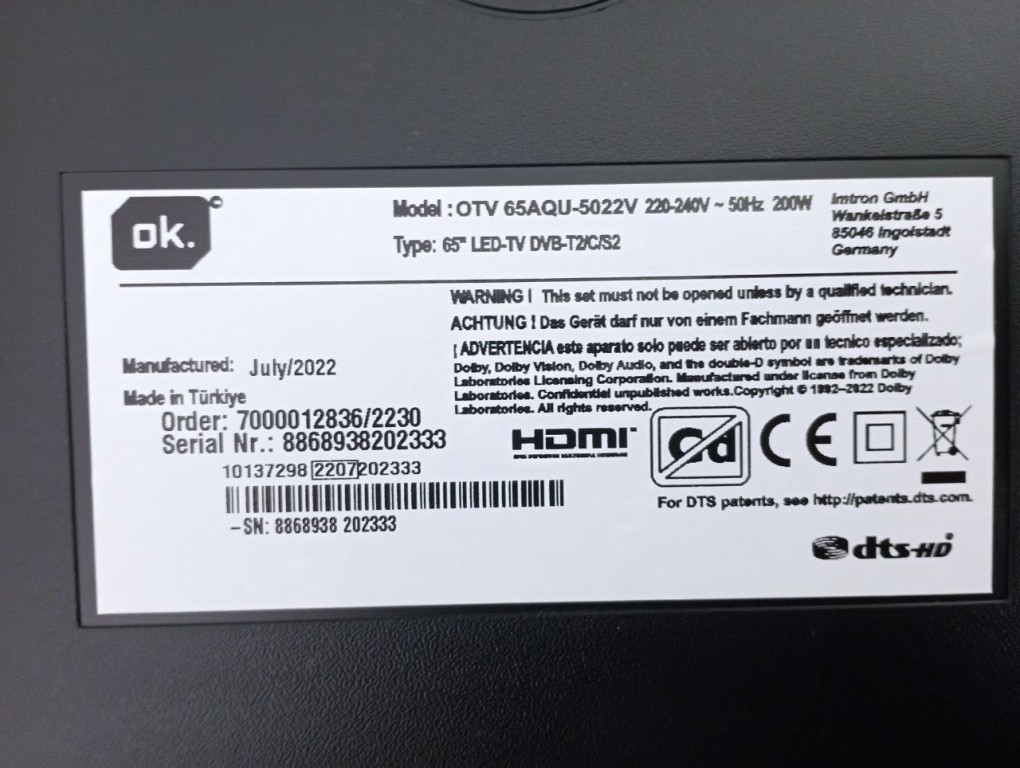 ok.
Model : OTV 65AQU-5022V 220-240V ~ 50Hz 200W
Type: 65" LED-TV DVB-T2/C/S2
Imtron GmbH
Wankelstraße 5
85046 Ingolstadt
Germany
WARNING ! This set must not be opened unless by a qualified technician.
ACHTUNG ! Das Gerät darf nur von einem Fachmann geöffnet werden.
¡ ADVERTENCIA este aparato solo puede ser abierto por un tecnico especializado;
Dolby, Dolby Vision, Dolby Audio, and the double-D symbol are trademarks of Dolby
Laboratories Licensing Corporation. Manufactured under license from Dolby
Laboratories. Confidential unpublished works.Copyright © 1992-2022 Dolby
Laboratories. All rights reserved.
Manufactured: July/2022
Made in Türkiye
Order: 7000012836/2230
Serial Nr.: 8868938202333
10137298 2207202333
-SN: 8868938 202333
HDMI
Cd
CE
For DTS patents, see http://patents.dts.com.
dts-HD